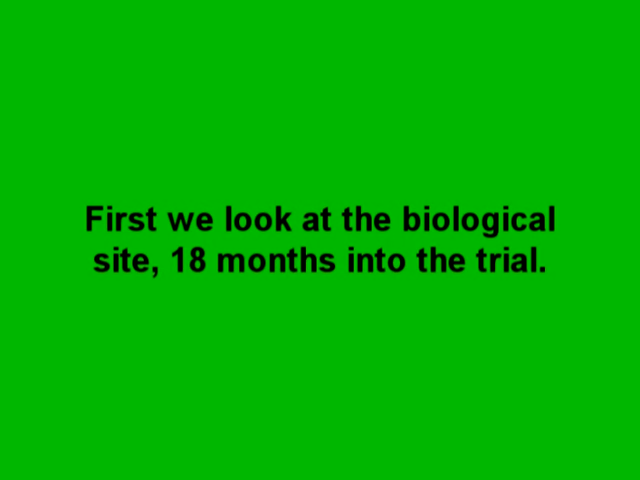 First we look at the biological
site, 18 months into the trial.